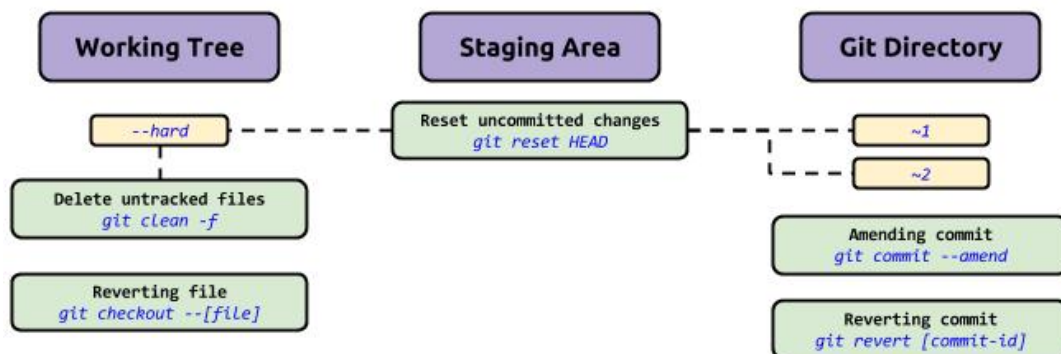 Working Tree
Staging Area
Git Directory
--hard
Reset uncommitted changes
git reset HEAD
~1
~2
Delete untracked files
git clean -f
Amending commit
git commit --amend
Reverting file
git checkout --[file]
Reverting commit
git revert [commit-id]